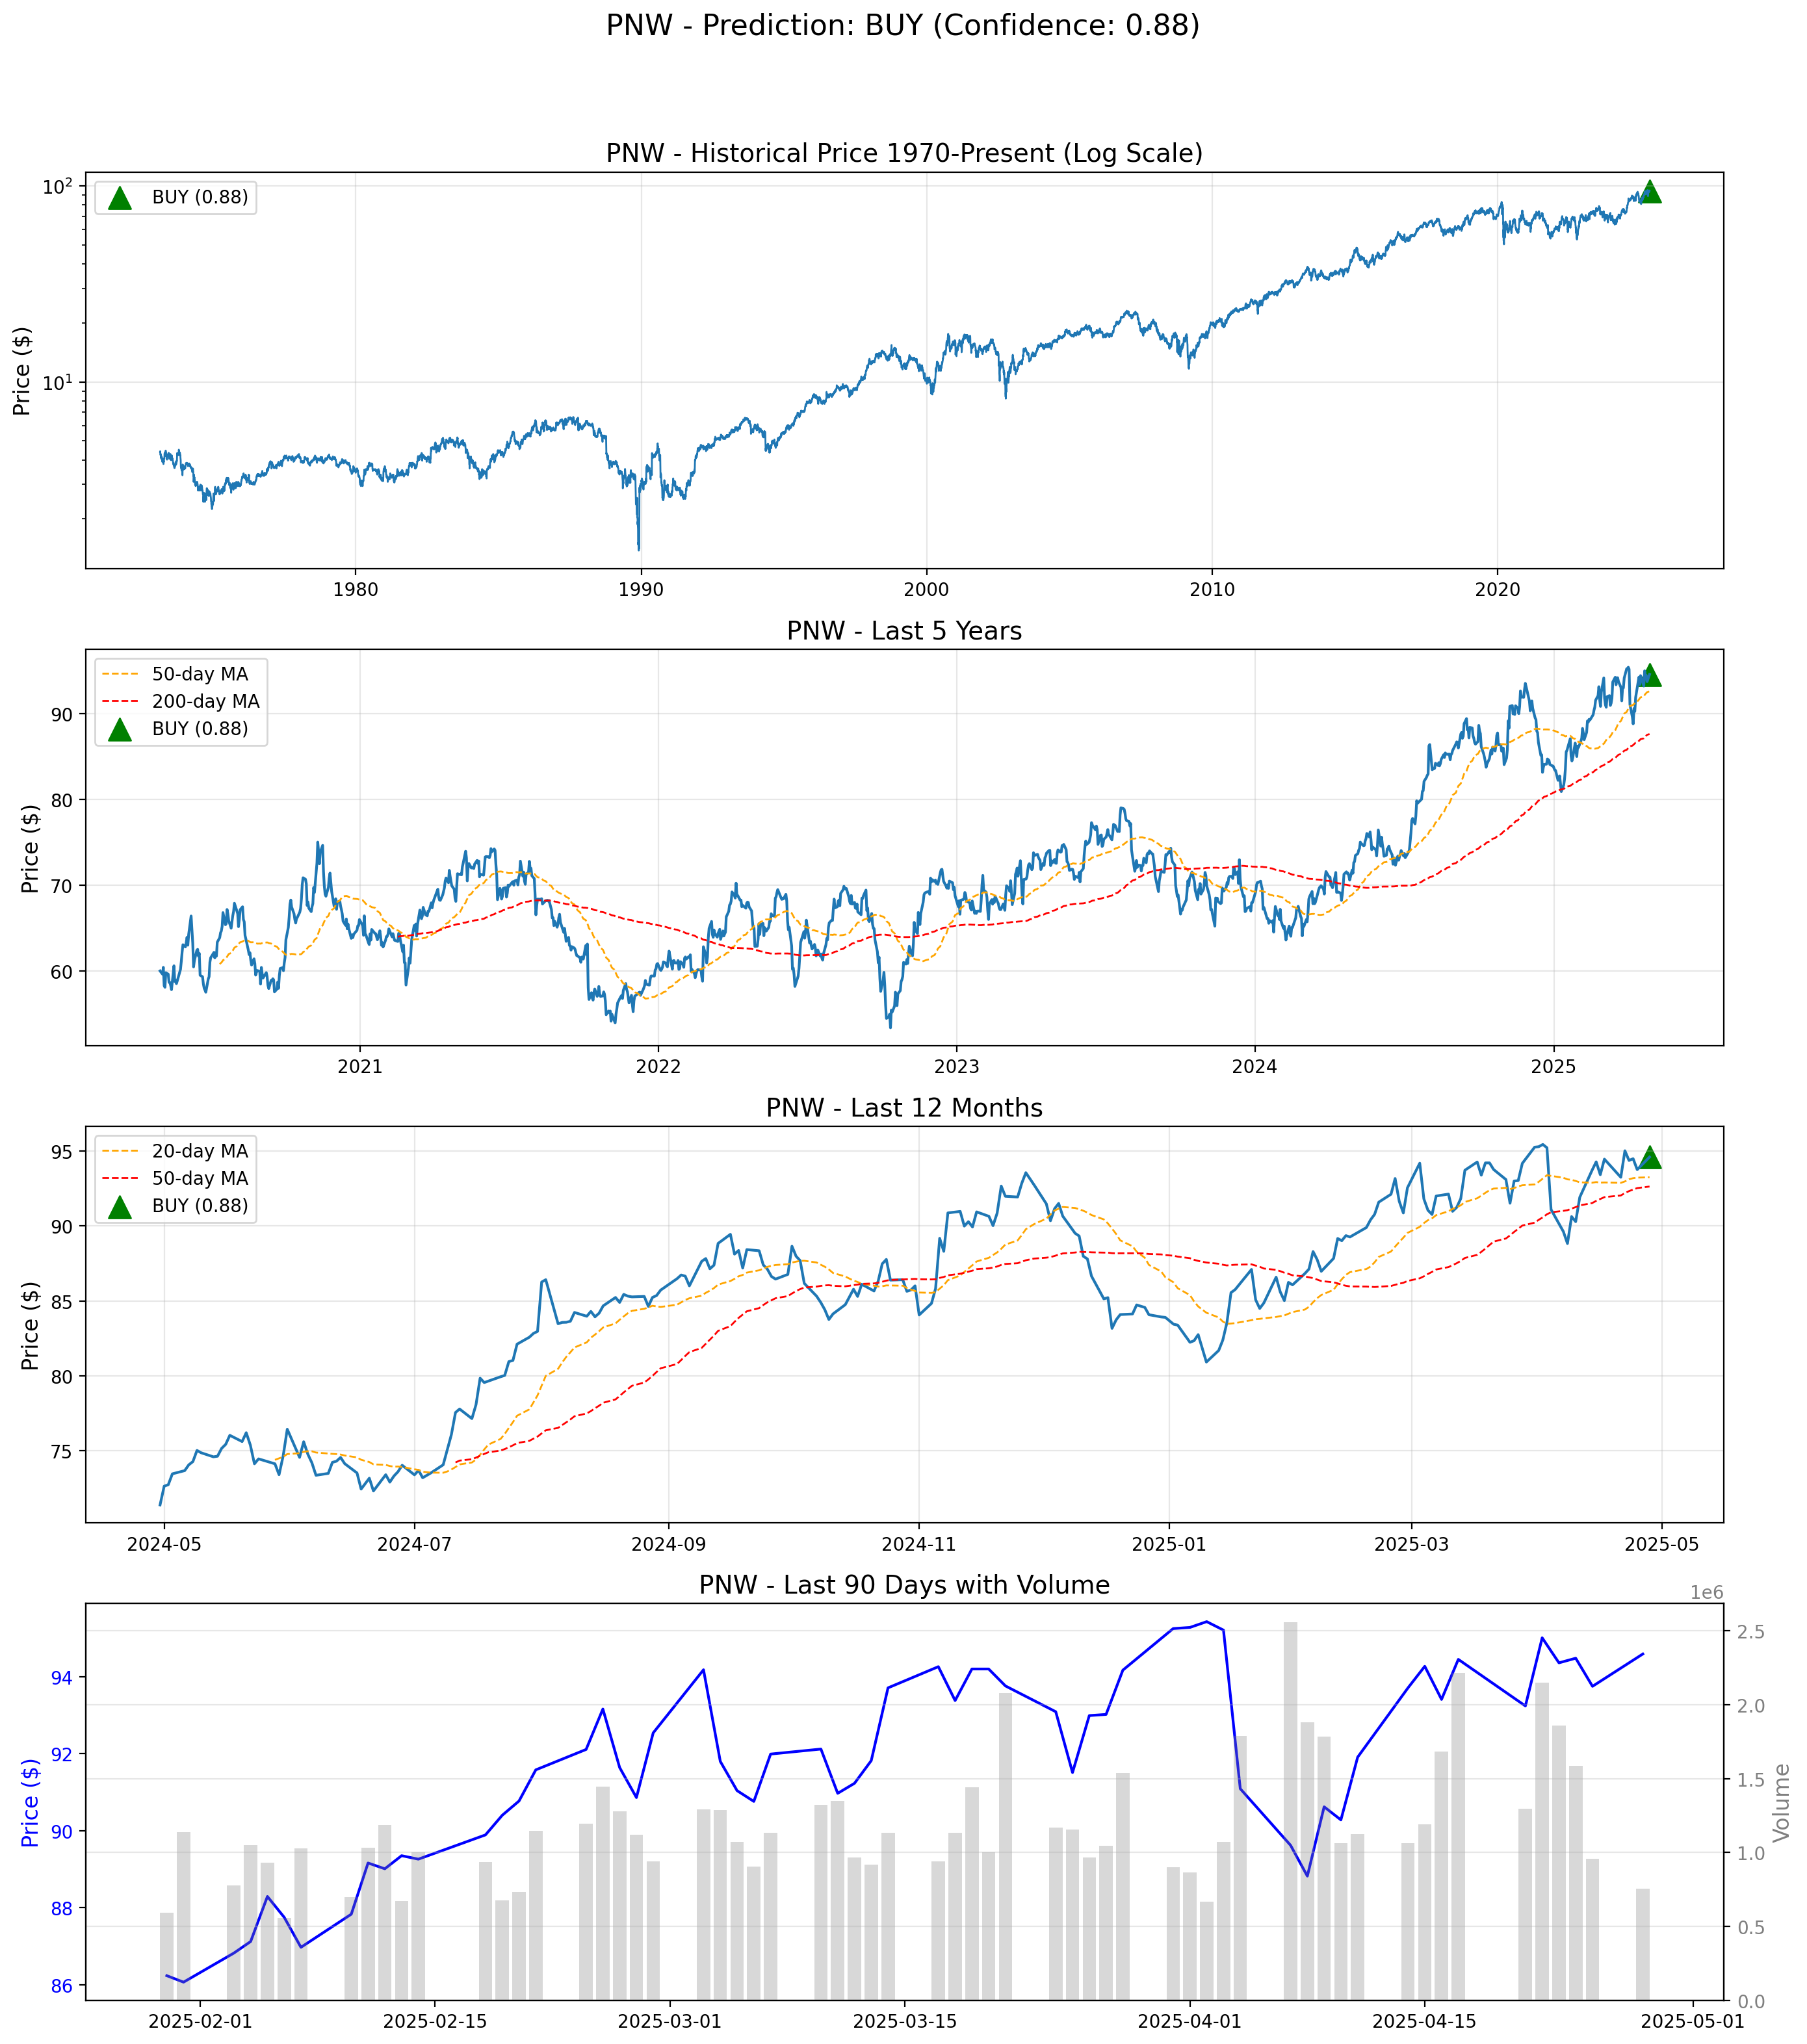 PNW - Prediction: BUY (Confidence: 0.88)
PNW - Historical Price 1970-Present (Log Scale)
BUY (0.88)
Price ($)
10²
10¹
1980 1990 2000 2010 2020
PNW - Last 5 Years
50-day MA
200-day MA
BUY (0.88)
Price ($)
90
80
70
60
2021 2022 2023 2024 2025
PNW - Last 12 Months
20-day MA
50-day MA
BUY (0.88)
Price ($)
95
90
85
80
75
2024-05 2024-07 2024-09 2024-11 2025-01 2025-03 2025-05
PNW - Last 90 Days with Volume
1e6
Price ($)
94
92
90
88
86
2.5
2.0
1.5
1.0
0.5
0.0
Volume
2025-02-01 2025-02-15 2025-03-01 2025-03-15 2025-04-01 2025-04-15 2025-05-01